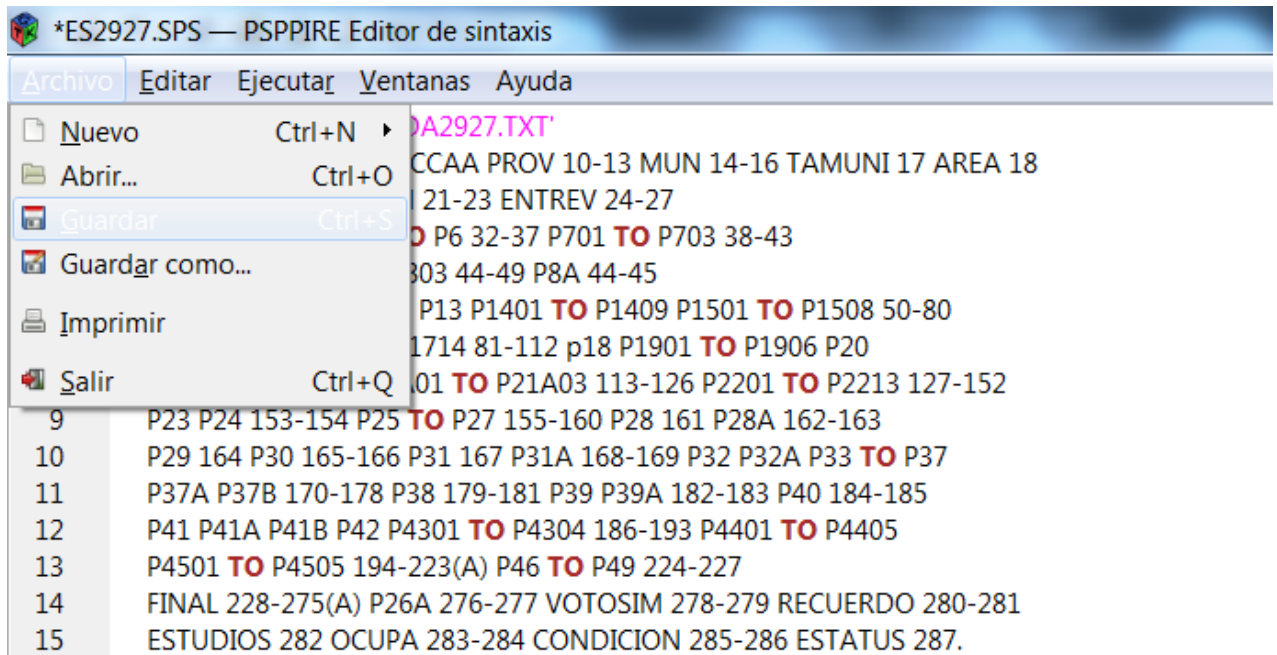 *ES2927.SPS — PSPPIRE Editor de sintaxis
Archivo Editar Ejecutar Ventanas Ayuda
Nuevo Ctrl+N DA2927.TXT'
Abrir... Ctrl+O CCAA PROV 10-13 MUN 14-16 TAMUNI 17 AREA 18
Guardar Ctrl+S 21-23 ENTREV 24-27
P6 32-37 P701 TO P703 38-43
Guardar como... 303 44-49 P8A 44-45
P13 P1401 TO P1409 P1501 TO P1508 50-80
Imprimir
1714 81-112 p18 P1901 TO P1906 P20
Salir Ctrl+Q 01 TO P21A03 113-126 P2201 TO P2213 127-152
9 P23 P24 153-154 P25 TO P27 155-160 P28 161 P28A 162-163
10 P29 164 P30 165-166 P31 167 P31A 168-169 P32 P32A P33 TO P37
11 P37A P37B 170-178 P38 179-181 P39 P39A 182-183 P40 184-185
12 P41 P41A P41B P42 P4301 TO P4304 186-193 P4401 TO P4405
13 P4501 TO P4505 194-223(A) P46 TO P49 224-227
14 FINAL 228-275(A) P26A 276-277 VOTOSIM 278-279 RECUERDO 280-281
15 ESTUDIOS 282 OCUPA 283-284 CONDICION 285-286 ESTATUS 287.